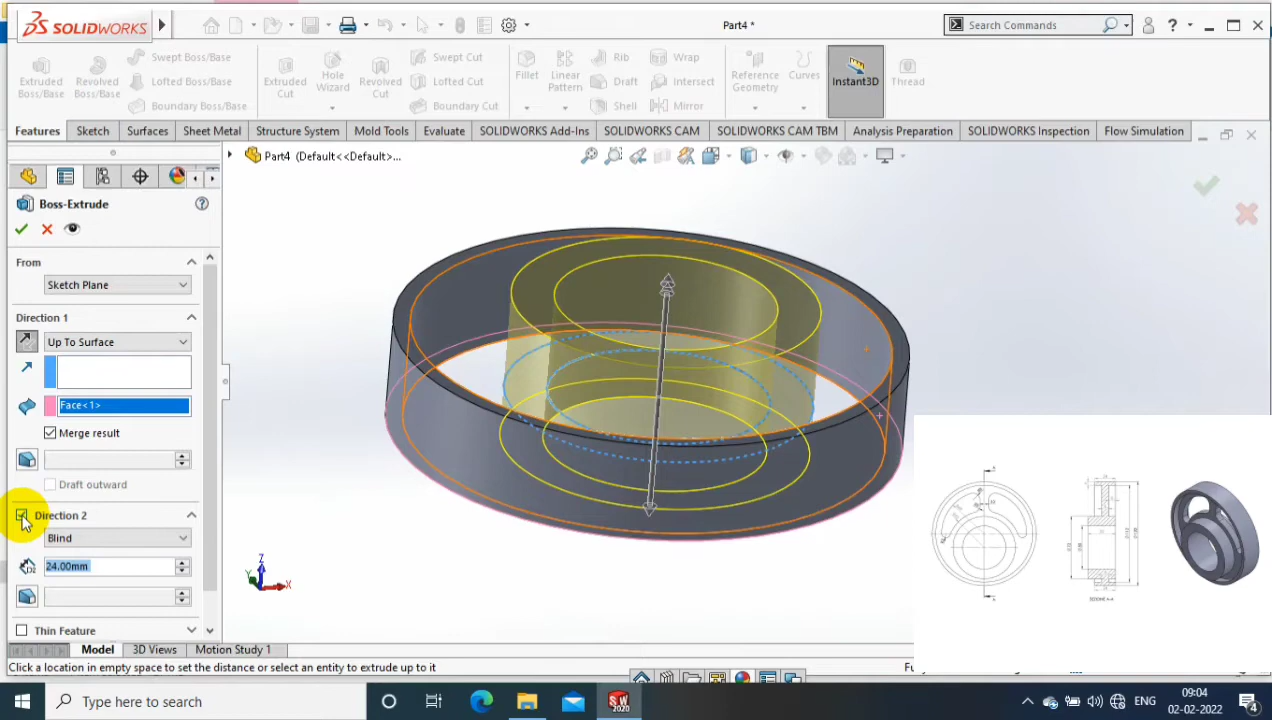 SOLIDWORKS
Part4 *
Search Commands
Extruded Boss/Base
Revolved Boss/Base
Swept Boss/Base
Lofted Boss/Base
Boundary Boss/Base
Extruded Cut
Hole Wizard
Revolved Cut
Swept Cut
Lofted Cut
Boundary Cut
Fillet
Linear Pattern
Rib
Draft
Shell
Wrap
Intersect
Mirror
Reference Geometry
Curves
Instant3D
Thread
Features Sketch Surfaces Sheet Metal Structure System Mold Tools Evaluate SOLIDWORKS Add-Ins SOLIDWORKS CAM SOLIDWORKS CAM TBM Analysis Preparation SOLIDWORKS Inspection Flow Simulation
Part4 (Default<<Default>...
Boss-Extrude
From
Sketch Plane
Direction 1
Up To Surface
Face<1>
Merge result
Draft outward
Direction 2
Blind
24.00mm
Thin Feature
Z
Y
X
A
A
SEZIONE A-A
Model 3D Views Motion Study 1
Click a location in empty space to set the distance or select an entity to extrude up to it
Type here to search
SW
2020
ENG
09:04
02-02-2022
4